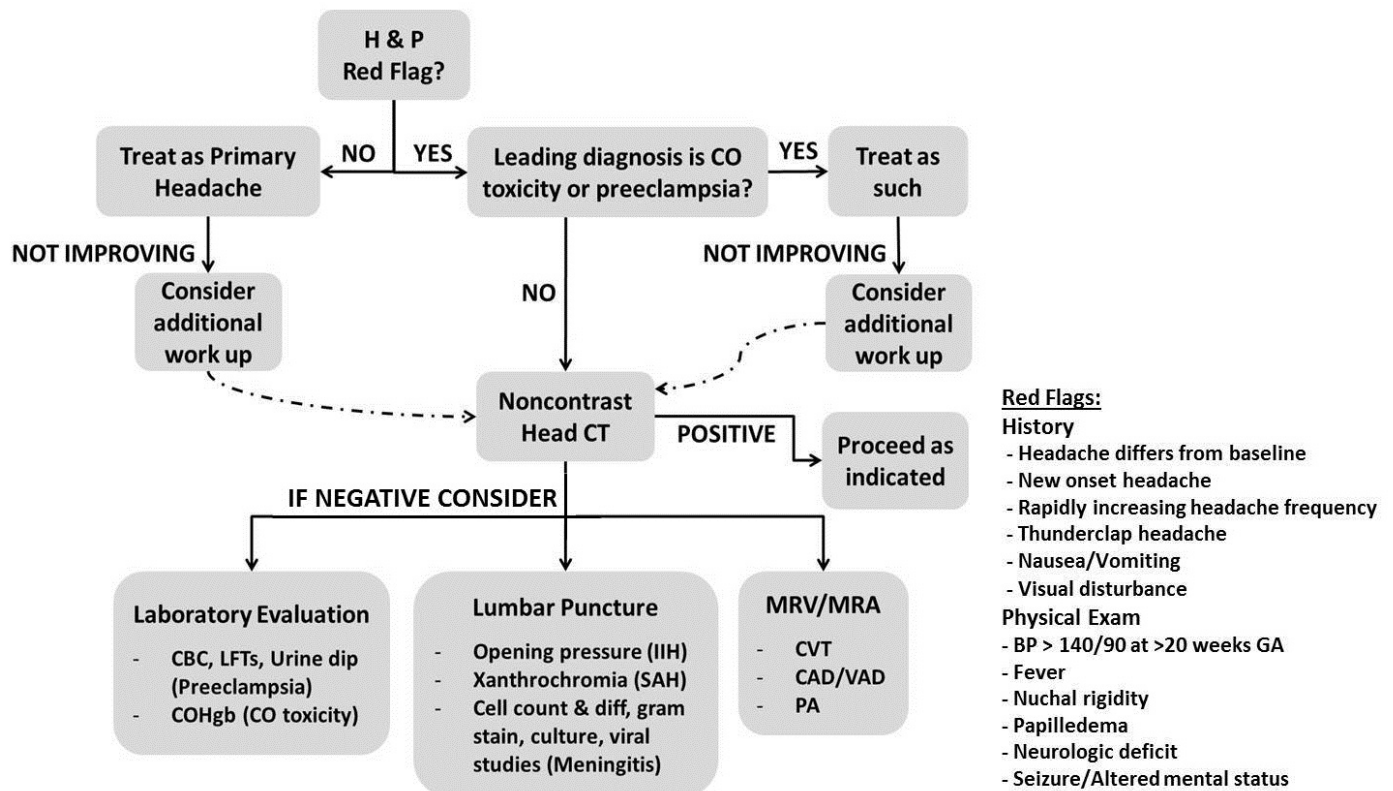 H & P
Red Flag?
Treat as Primary
Headache
NO
YES
Leading diagnosis is CO
toxicity or preeclampsia?
YES
Treat as
such
NOT IMPROVING
NOT IMPROVING
Consider
additional
work up
NO
Consider
additional
work up
Noncontrast
Head CT
POSITIVE
Proceed as
indicated
IF NEGATIVE CONSIDER
Laboratory Evaluation
- CBC, LFTs, Urine dip
(Preeclampsia)
- COHgb (CO toxicity)
Lumbar Puncture
- Opening pressure (IIH)
- Xanthrochromia (SAH)
- Cell count & diff, gram
stain, culture, viral
studies (Meningitis)
MRV/MRA
- CVT
- CAD/VAD
- PA
Red Flags:
History
- Headache differs from baseline
- New onset headache
- Rapidly increasing headache frequency
- Thunderclap headache
- Nausea/Vomiting
- Visual disturbance
Physical Exam
- BP > 140/90 at >20 weeks GA
- Fever
- Nuchal rigidity
- Papilledema
- Neurologic deficit
- Seizure/Altered mental status